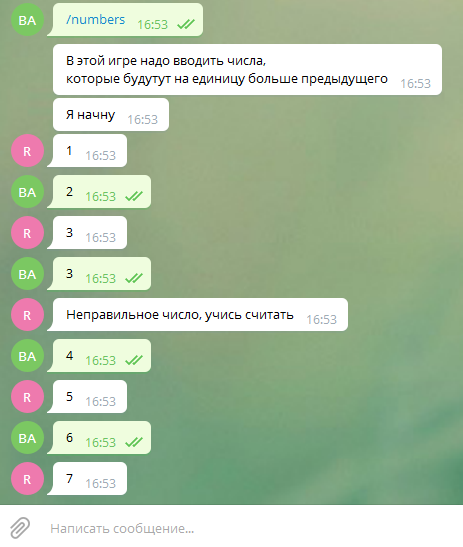 BA
/numbers
16:53
В этой игре надо вводить числа,
которые будутут на единицу больше предыдущего
16:53
Я начну
16:53
R
1
16:53
BA
2
16:53
R
3
16:53
BA
3
16:53
R
Неправильное число, учись считать
16:53
BA
4
16:53
R
5
16:53
BA
6
16:53
R
7
16:53
Написать сообщение...